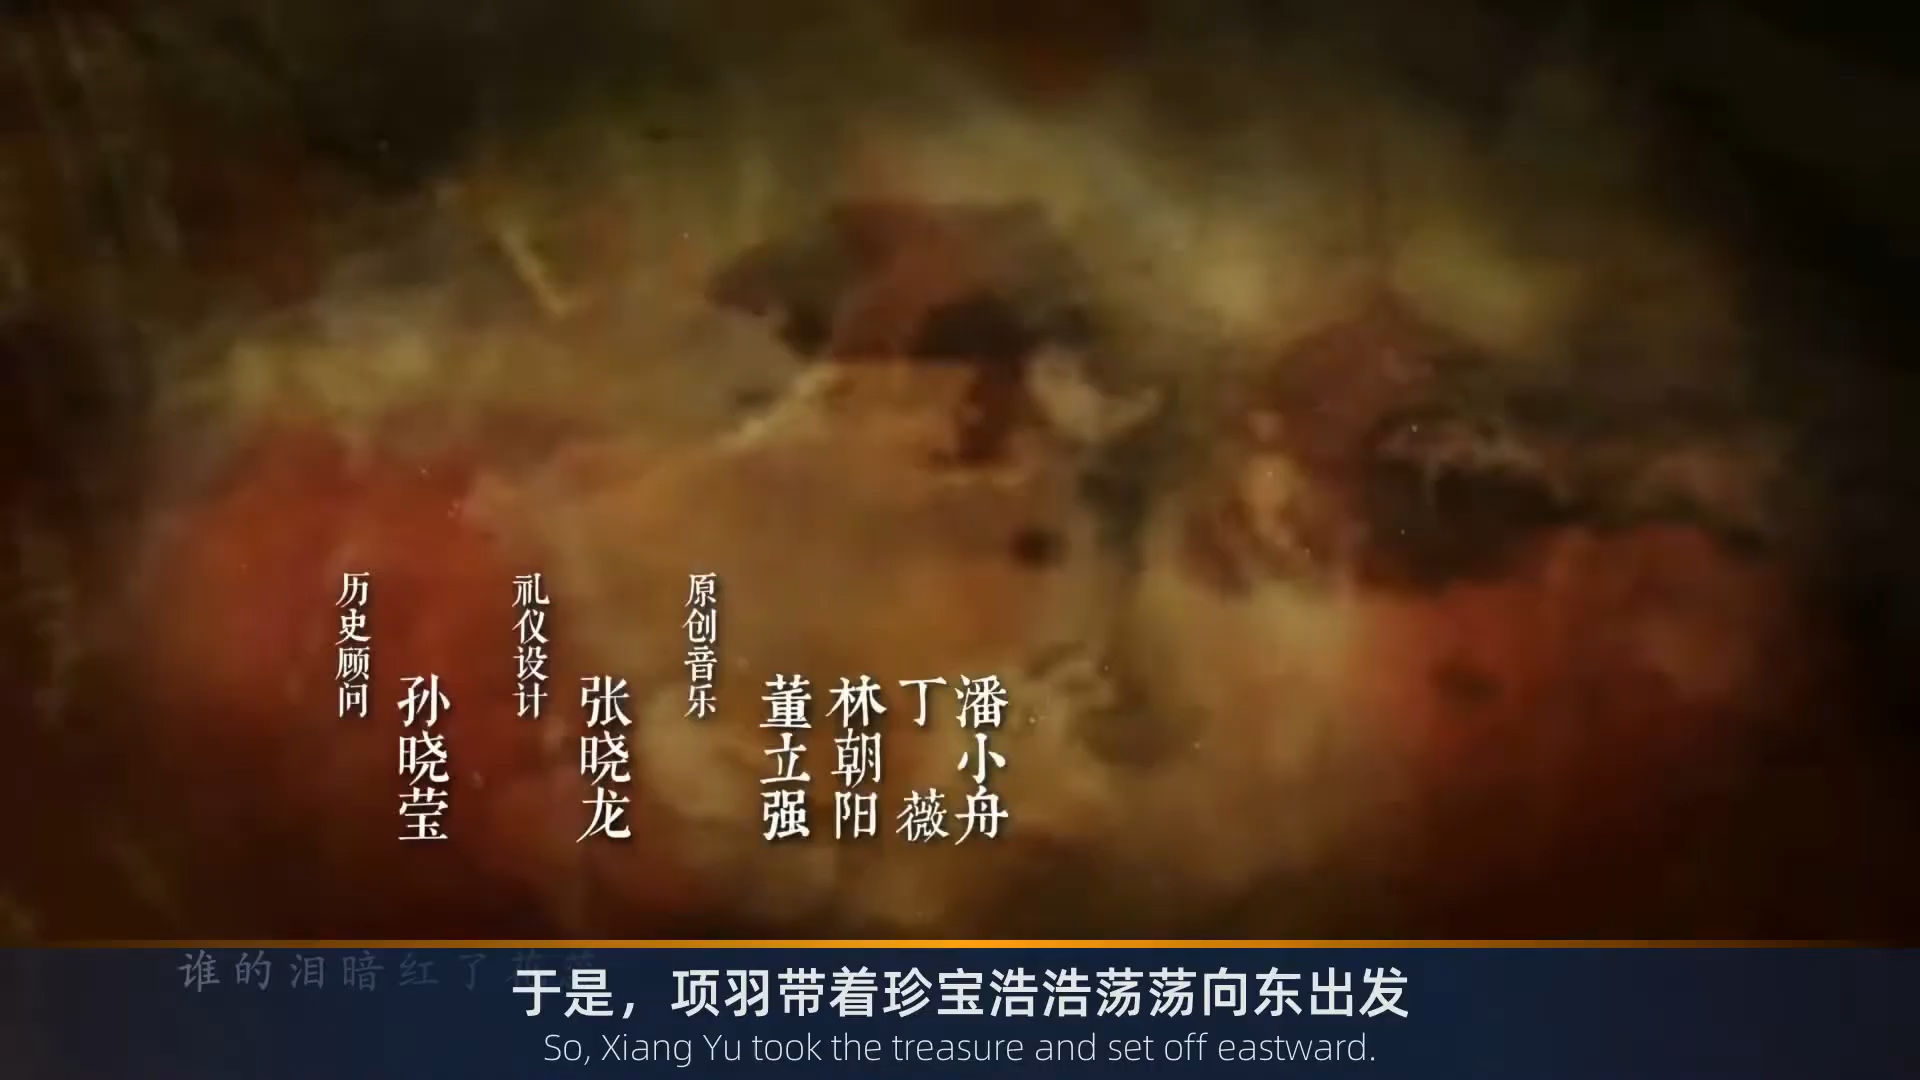 历史顾问
孙晓莹
礼仪设计
张晓龙
原创音乐
董立强
林朝阳
丁薇
潘小舟
谁的泪暗红了
于是，项羽带着珍宝浩浩荡荡向东出发
So, Xiang Yu took the treasure and set off eastward.